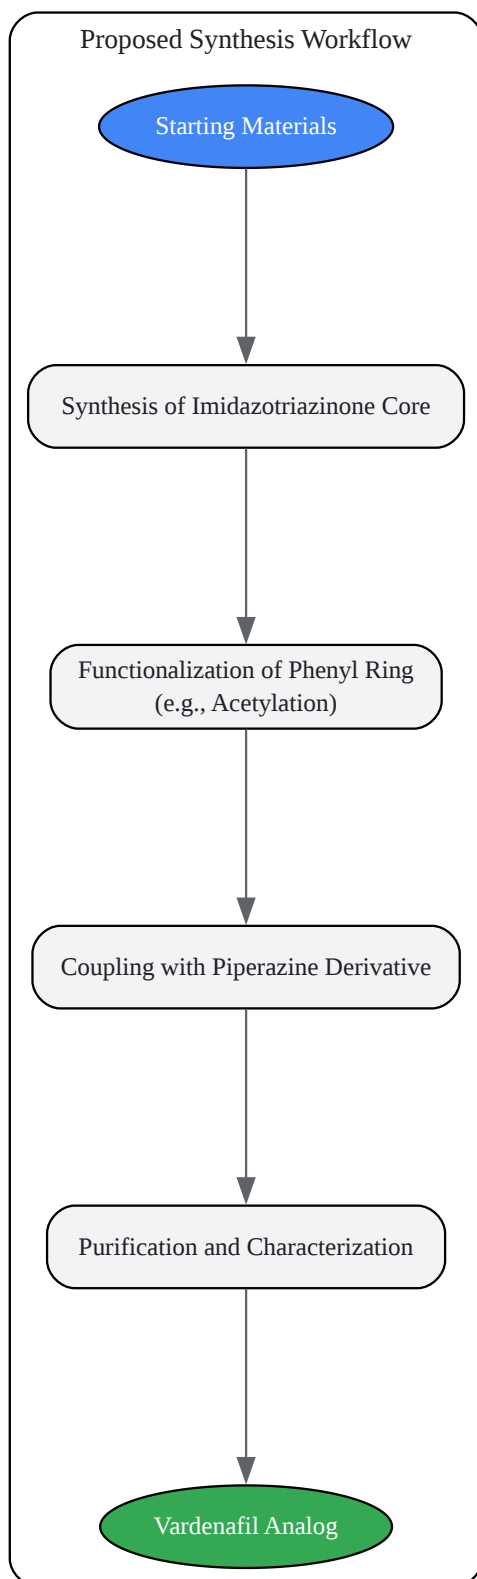 Proposed Synthesis Workflow
Starting Materials
Synthesis of Imidazotriazinone Core
Functionalization of Phenyl Ring
(e.g., Acetylation)
Coupling with Piperazine Derivative
Purification and Characterization
Vardenafil Analog